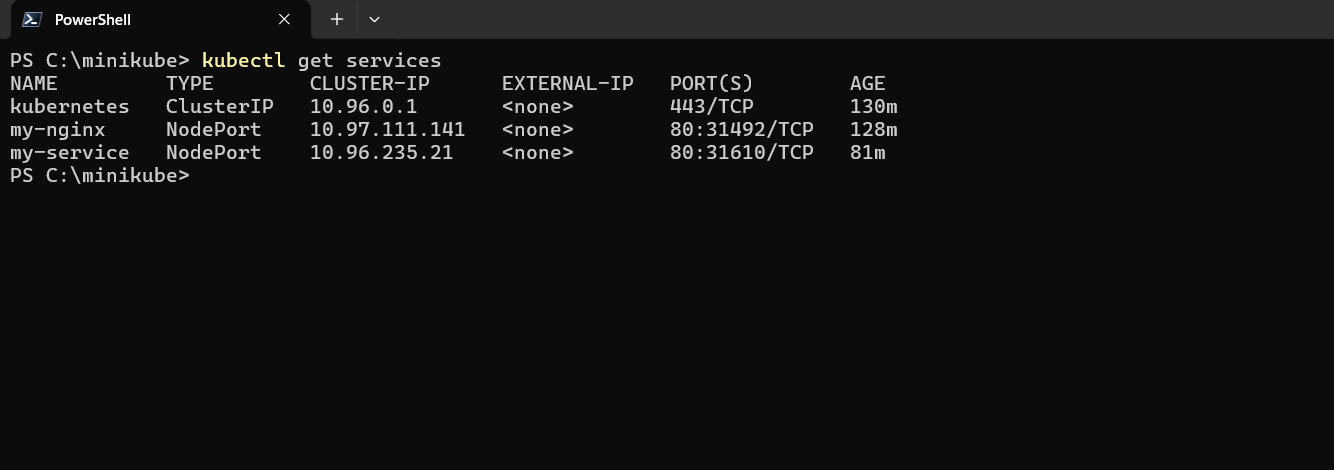 PowerShell
PS C:\minikube> kubectl get services
NAME         TYPE        CLUSTER-IP      EXTERNAL-IP   PORT(S)        AGE
kubernetes   ClusterIP   10.96.0.1       <none>        443/TCP        130m
my-nginx     NodePort    10.97.111.141   <none>        80:31492/TCP   128m
my-service   NodePort    10.96.235.21    <none>        80:31610/TCP   81m
PS C:\minikube>